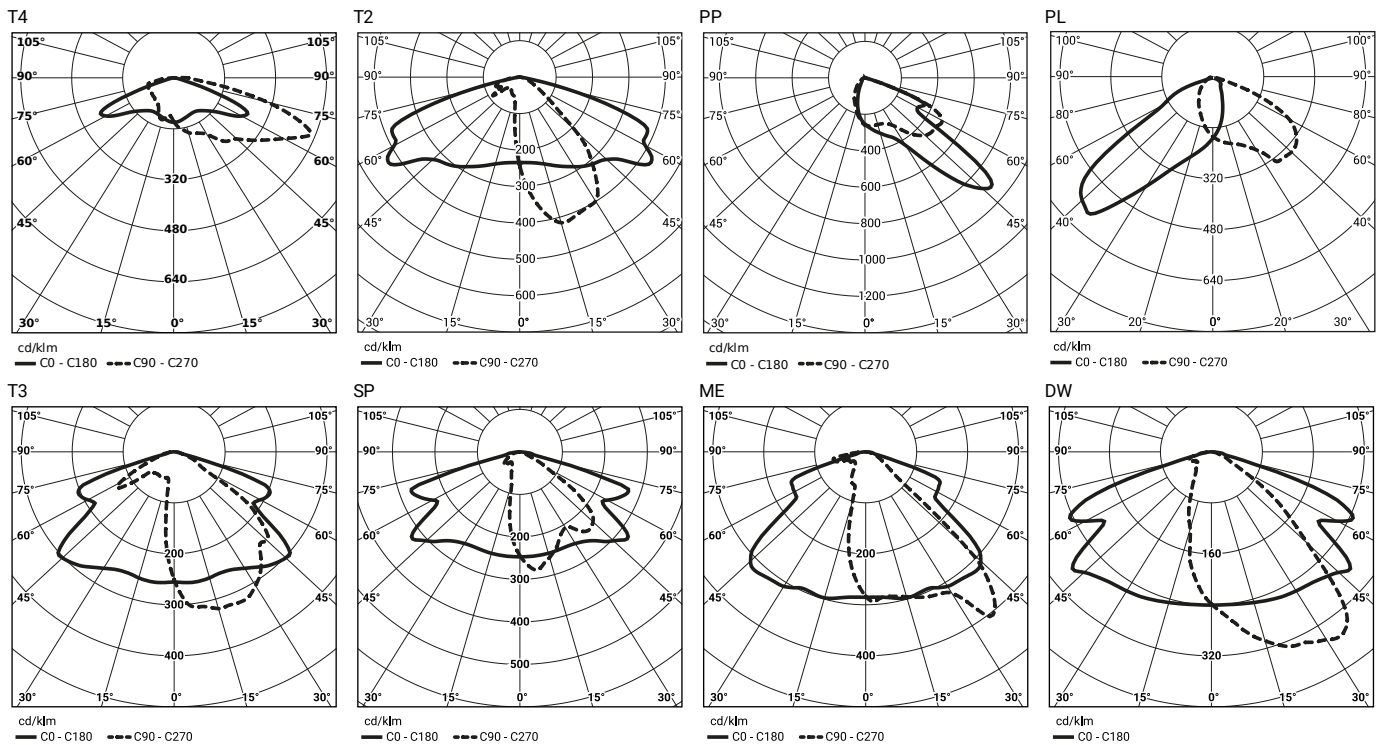 T4
105° 105°
90° 90°
75° 75°
60° 60°
320
45° 480 45°
640
30° 15° 0° 15° 30°
cd/klm
C0 - C180 C90 - C270
T2
105° 105°
90° 90°
75° 75°
200
60° 60°
300
45° 400 45°
500
600
30° 15° 0° 15° 30°
cd/klm
C0 - C180 C90 - C270
PP
105° 105°
90° 90°
75° 75°
400
60° 60°
600
45° 800 45°
1000
1200
30° 15° 0° 15° 30°
cd/klm
C0 - C180 C90 - C270
PL
100° 100°
90° 90°
80° 80°
60° 60°
320
40° 480 40°
640
30° 20° 0° 20° 30°
cd/klm
C0 - C180 C90 - C270
T3
105° 105°
90° 90°
75° 75°
60° 60°
200
45° 300 45°
400
30° 15° 0° 15° 30°
cd/klm
C0 - C180 C90 - C270
SP
105° 105°
90° 90°
75° 75°
60° 200 60°
300
45° 45°
400
500
30° 15° 0° 15° 30°
cd/klm
C0 - C180 C90 - C270
ME
105° 105°
90° 90°
75° 75°
60° 60°
200
45° 45°
400
30° 15° 0° 15° 30°
cd/klm
C0 - C180 C90 - C270
DW
105° 105°
90° 90°
75° 75°
60° 60°
160
45° 45°
320
30° 15° 0° 15° 30°
cd/klm
C0 - C180